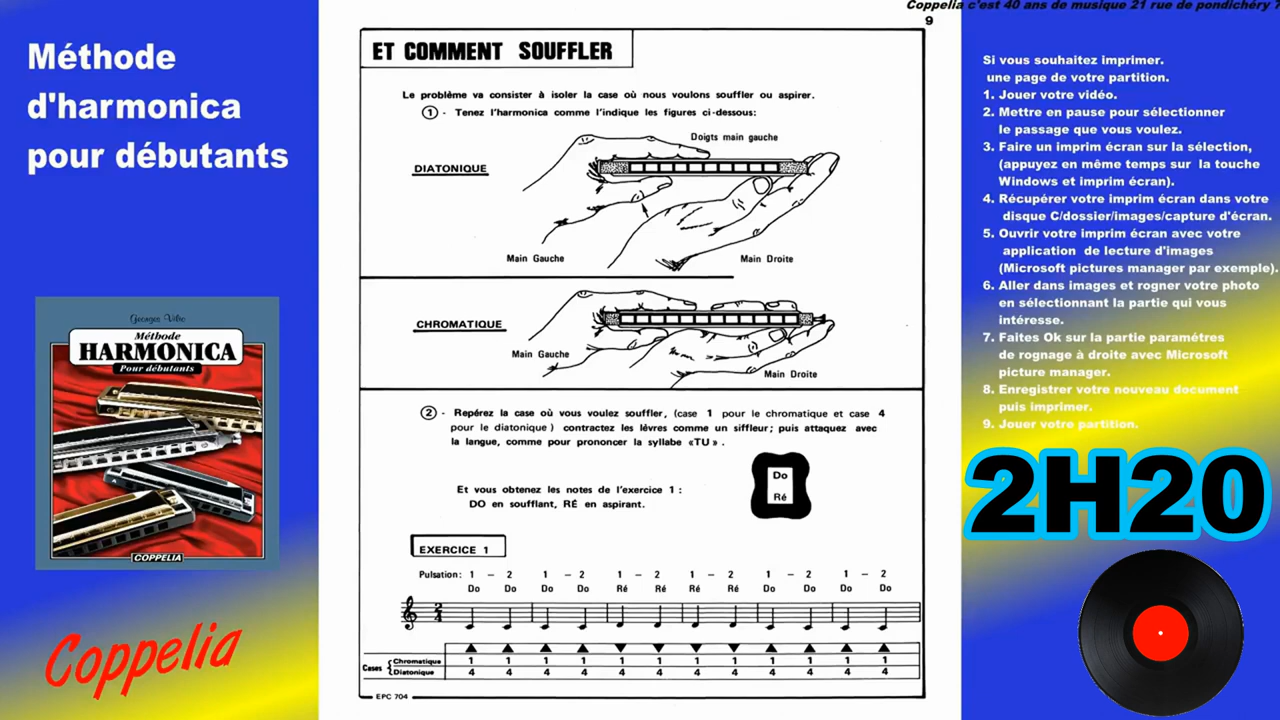 Coppelia c'est 40 ans de musique 21 rue de pondichéry 7
Méthode
d'harmonica
pour débutants
Georges Vilro
Méthode
HARMONICA
Pour débutants
COPPELIA
Coppelia
9
ET COMMENT SOUFFLER
Le problème va consister à isoler la case où nous voulons souffler ou aspirer.
1 - Tenez l'harmonica comme l'indique les figures ci-dessous:
Doigts main gauche
DIATONIQUE
Main Gauche
Main Droite
CHROMATIQUE
Main Gauche
Main Droite
2 - Repérez la case où vous voulez souffler, (case 1 pour le chromatique et case 4
pour le diatonique) contractez les lèvres comme un siffleur; puis attaquez avec
la langue, comme pour prononcer la syllabe «TU» .
Do
Ré
Et vous obtenez les notes de l'exercice 1 :
DO en soufflant, RÉ en aspirant.
EXERCICE 1
Pulsation: 1 - 2 1 - 2 1 - 2 1 - 2 1 - 2 1 - 2
Do Do Do Do Ré Ré Ré Ré Do Do Do Do
2
4
Cases
Chromatique 1 1 1 1 1 1 1 1 1 1 1 1
Diatonique 4 4 4 4 4 4 4 4 4 4 4 4
EPC 704
Si vous souhaitez imprimer.
une page de votre partition.
1. Jouer votre vidéo.
2. Mettre en pause pour sélectionner
le passage que vous voulez.
3. Faire un imprim écran sur la sélection,
(appuyez en même temps sur la touche
Windows et imprim écran).
4. Récupérer votre imprim écran dans votre
disque C/dossier/images/capture d'écran.
5. Ouvrir votre imprim écran avec votre
application de lecture d'images
(Microsoft pictures manager par exemple).
6. Aller dans images et rogner votre photo
en sélectionnant la partie qui vous
intéresse.
7. Faites Ok sur la partie paramétres
de rognage à droite avec Microsoft
picture manager.
8. Enregistrer votre nouveau document
puis imprimer.
9. Jouer votre partition.
2H20